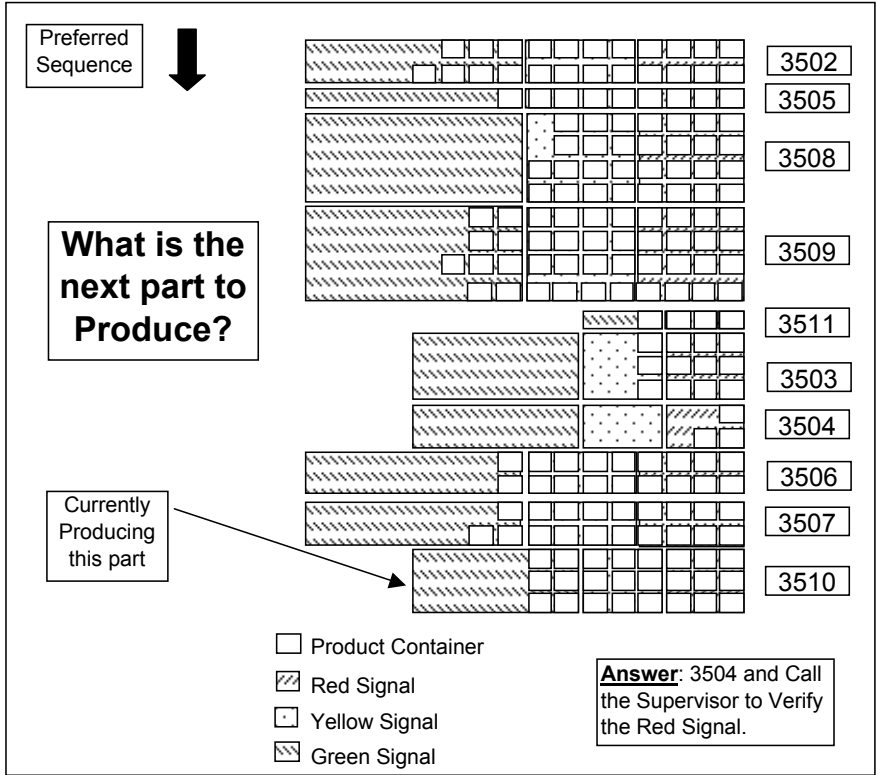 Preferred
Sequence
3502
3505
3508
What is the
next part to
Produce?
3509
3511
3503
3504
3506
Currently
Producing
this part
3507
3510
Product Container
Red Signal
Yellow Signal
Green Signal
Answer: 3504 and Call
the Supervisor to Verify
the Red Signal.